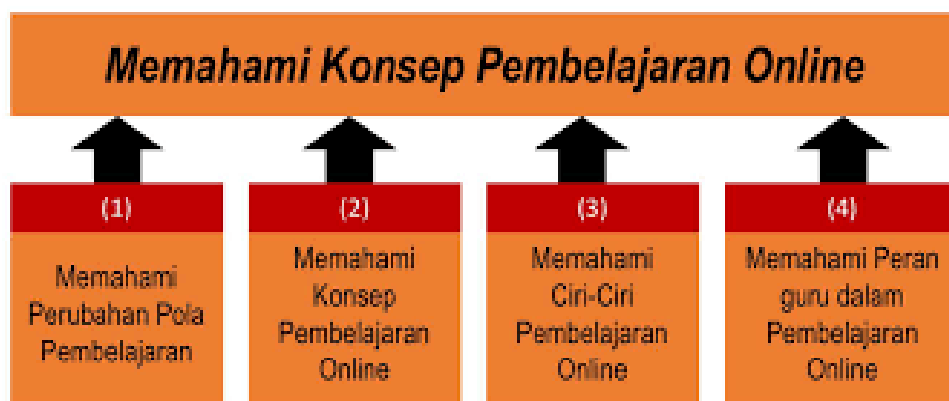 Memahami Konsep Pembelajaran Online
(1)
Memahami
Perubahan Pola
Pembelajaran
(2)
Memahami
Konsep
Pembelajaran
Online
(3)
Memahami
Ciri-Ciri
Pembelajaran
Online
(4)
Memahami Peran
guru dalam
Pembelajaran
Online